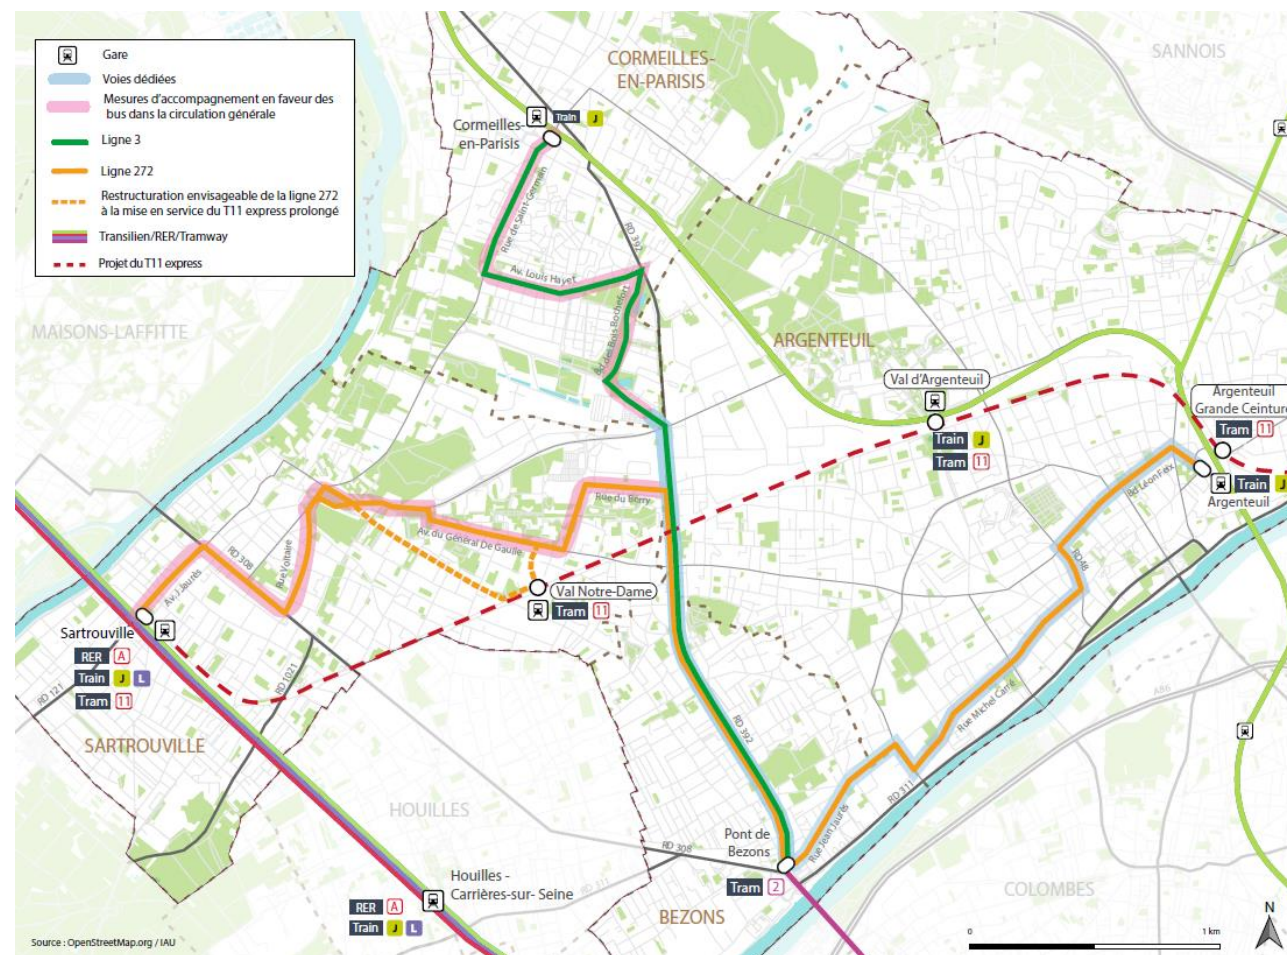 Gare
Voies dédiées
Mesures d'accompagnement en faveur des
bus dans la circulation générale
Ligne 3
Ligne 272
Restructuration envisageable de la ligne 272
à la mise en service du T11 express prolongé
Transilien/RER/Tramway
Projet du T11 express
CORMEILLES-
EN-PARISIS
SANNOIS
Train J
Cormeilles-
en-Parisis
Rue de Saint-Germain
RD 392
Av. Louis Hayet
Bd des Bois Rochefort
MAISONS-LAFFITTE
ARGENTEUIL
Val d'Argenteuil
Train J
Tram 11
Argenteuil
Grande Ceinture
Tram 11
Bd Léon Feix
Train J
Argenteuil
Rue du Berry
Av. du Général De Gaulle
RD 308
Rue Voltaire
Av. J. Jaurès
RD48
Val Notre-Dame
Tram 11
Sartrouville
RER A
Train J L
Tram 11
RD 121
RD 1021
SARTROUVILLE
Rue Michel Carré
A86
RD 392
RD 311
HOUILLES
Rue Jean Jaurès
Pont de
Bezons
RD 308
Tram 2
Houilles -
Carrières-sur- Seine
RD 311
RER A
Train J L
BEZONS
COLOMBES
N
0
1 km
Source : OpenStreetMap.org / IAU